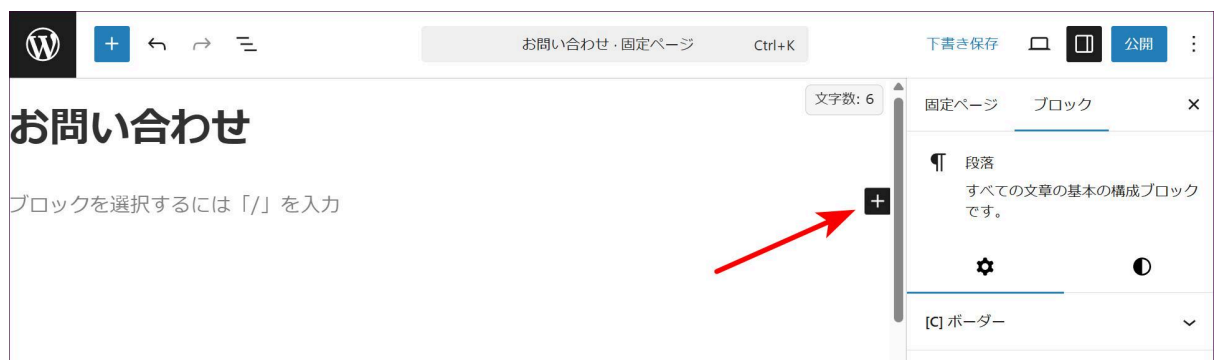 お問い合わせ · 固定ページ Ctrl+K
下書き保存
公開
文字数: 6
お問い合わせ
ブロックを選択するには「/」を入力
固定ページ ブロック
段落
すべての文章の基本の構成ブロック
です。
[C] ボーダー